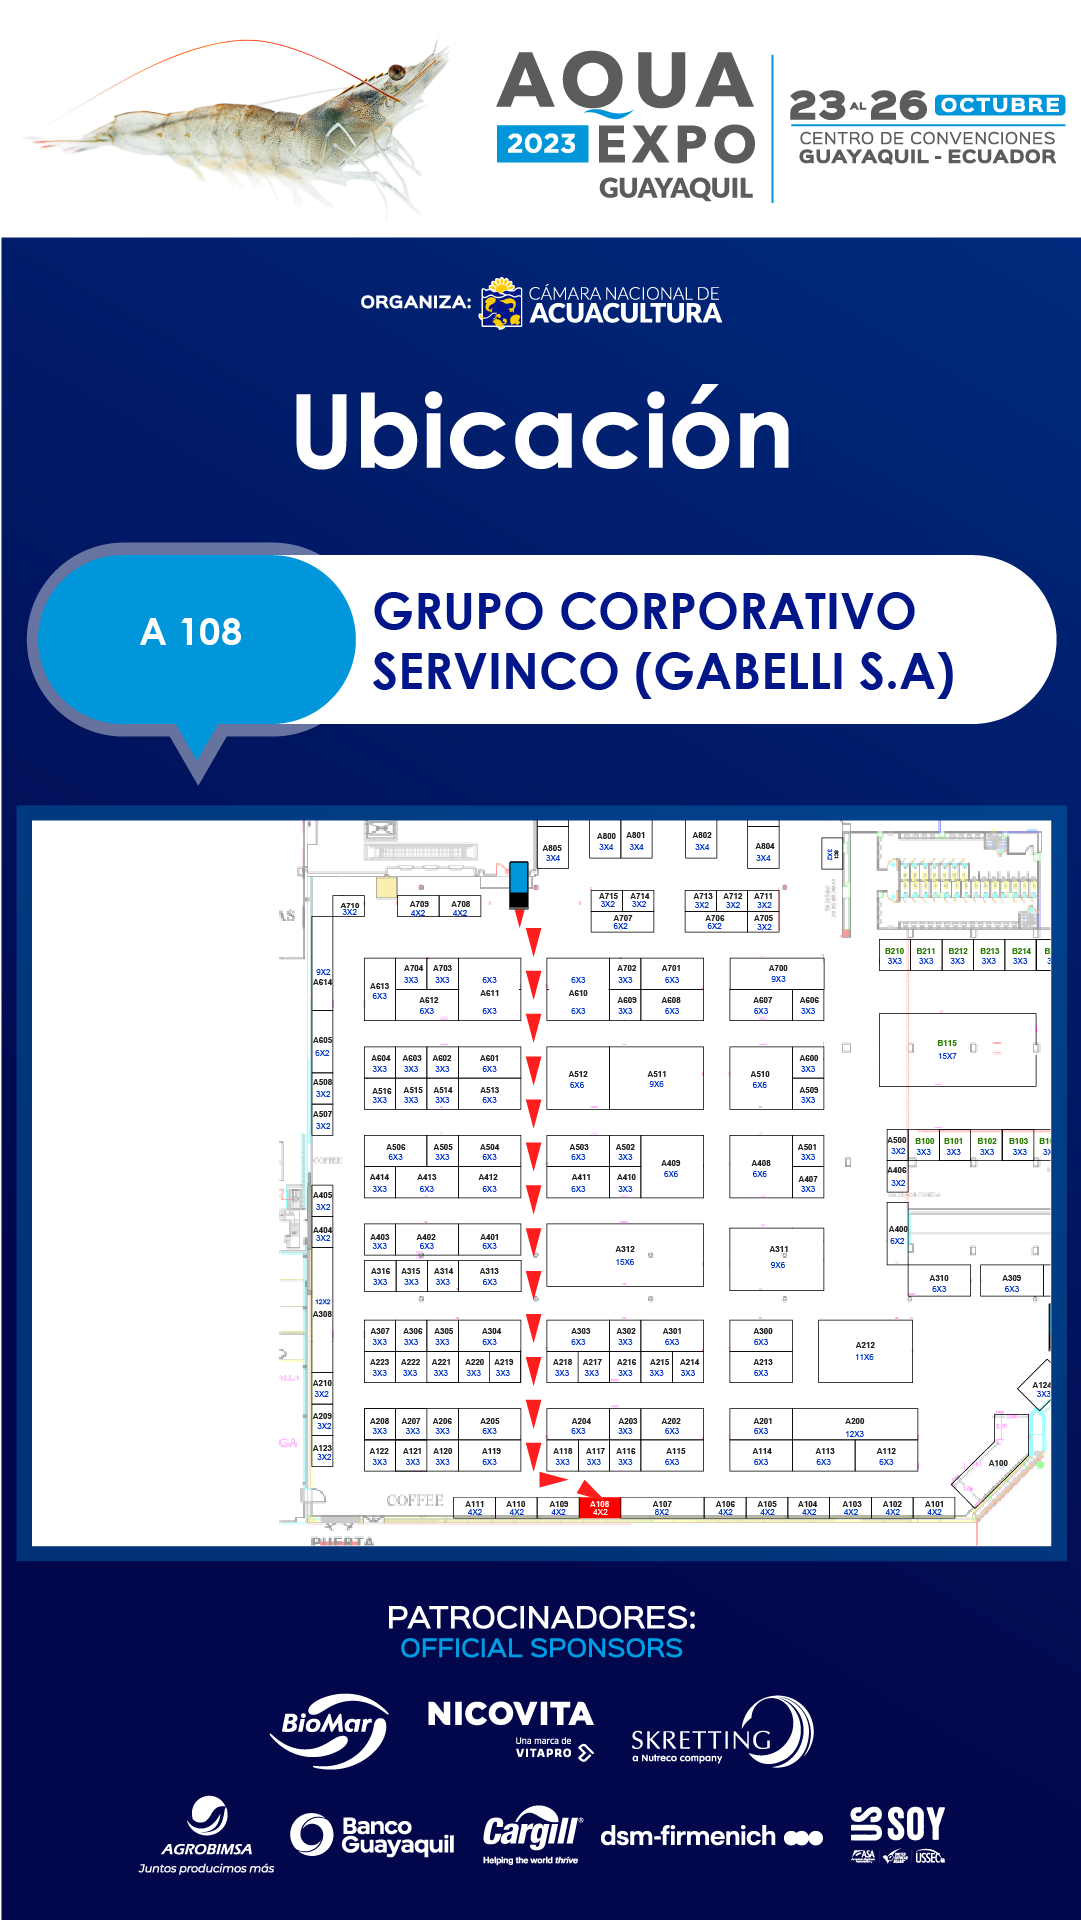 AQUA
2023 EXPO
GUAYAQUIL
23 AL 26 OCTUBRE
CENTRO DE CONVENCIONES
GUAYAQUIL - ECUADOR
ORGANIZA:
CÁMARA NACIONAL DE
ACUACULTURA
Ubicación
A 108
GRUPO CORPORATIVO
SERVINCO (GABELLI S.A)
A805 3X4
A800 3X4
A801 3X4
A802 3X4
A804 3X4
3X2
A710 3X2
A709 4X2
A708 4X2
A715 3X2
A714 3X2
A707 6X2
A713 3X2
A712 3X2
A711 3X2
A706 6X2
A705 3X2
B210 3X3
B211 3X3
B212 3X3
B213 3X3
B214 3X3
9X2 A614
A613 6X3
A704 3X3
A703 3X3
A612 6X3
6X3 A611 6X3
6X3 A610 6X3
A702 3X3
A701 6X3
A609 3X3
A608 6X3
A700 9X3
A607 6X3
A606 3X3
B115 15X7
A605 6X2
A508 3X2
A507 3X2
A604 3X3
A603 3X3
A602 3X3
A601 6X3
A516 3X3
A515 3X3
A514 3X3
A513 6X3
A512 6X6
A511 9X6
A510 6X6
A600 3X3
A509 3X3
COFFEE
A506 6X3
A505 3X3
A504 6X3
A414 3X3
A413 6X3
A412 6X3
A503 6X3
A502 3X3
A411 6X3
A410 3X3
A409 6X6
A408 6X6
A501 3X3
A407 3X3
A500 3X2
A406 3X2
B100 3X3
B101 3X3
B102 3X3
B103 3X3
A405 3X2
A404 3X2
A403 3X3
A402 6X3
A401 6X3
A316 3X3
A315 3X3
A314 3X3
A313 6X3
A312 15X6
A311 9X6
A400 6X2
A310 6X3
A309 6X3
12X2 A308
A307 3X3
A306 3X3
A305 3X3
A304 6X3
A223 3X3
A222 3X3
A221 3X3
A220 3X3
A219 3X3
A303 6X3
A302 3X3
A301 6X3
A218 3X3
A217 3X3
A216 3X3
A215 3X3
A214 3X3
A300 6X3
A213 6X3
A212 11X6
A210 3X2
A209 3X2
A123 3X2
A124 3X3
A208 3X3
A207 3X3
A206 3X3
A205 6X3
A122 3X3
A121 3X3
A120 3X3
A119 6X3
A204 6X3
A203 3X3
A202 6X3
A118 3X3
A117 3X3
A116 3X3
A115 6X3
A201 6X3
A200 12X3
A114 6X3
A113 6X3
A112 6X3
A100
COFFEE
A111 4X2
A110 4X2
A109 4X2
A108 4X2
A107 8X2
A106 4X2
A105 4X2
A104 4X2
A103 4X2
A102 4X2
A101 4X2
PUERTA
PATROCINADORES:
OFFICIAL SPONSORS
BioMar
NICOVITA
Una marca de
VITAPRO
SKRETTING
a Nutreco company
AGROBIMSA
Juntos producimos más
Banco
Guayaquil
Cargill®
Helping the world thrive
dsm-firmenich
US SOY
ASA
USSEC